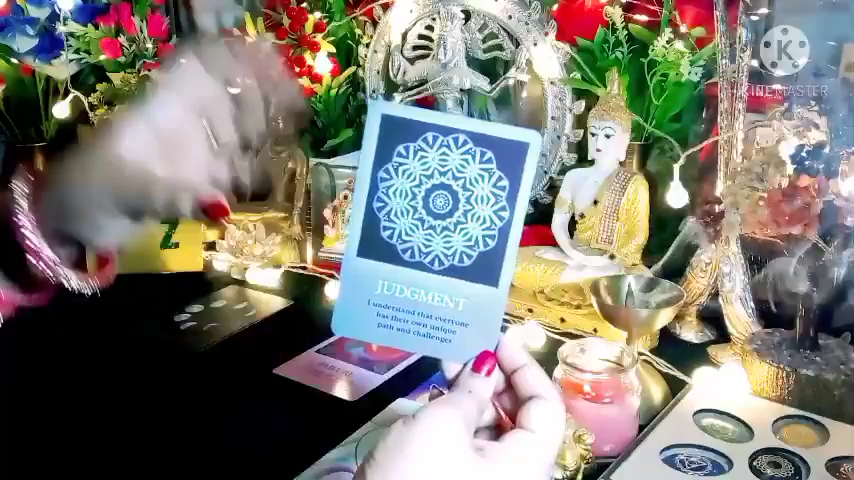 KINEMASTER
JUDGMENT
I understand that everyone
has their own unique
path and challenges